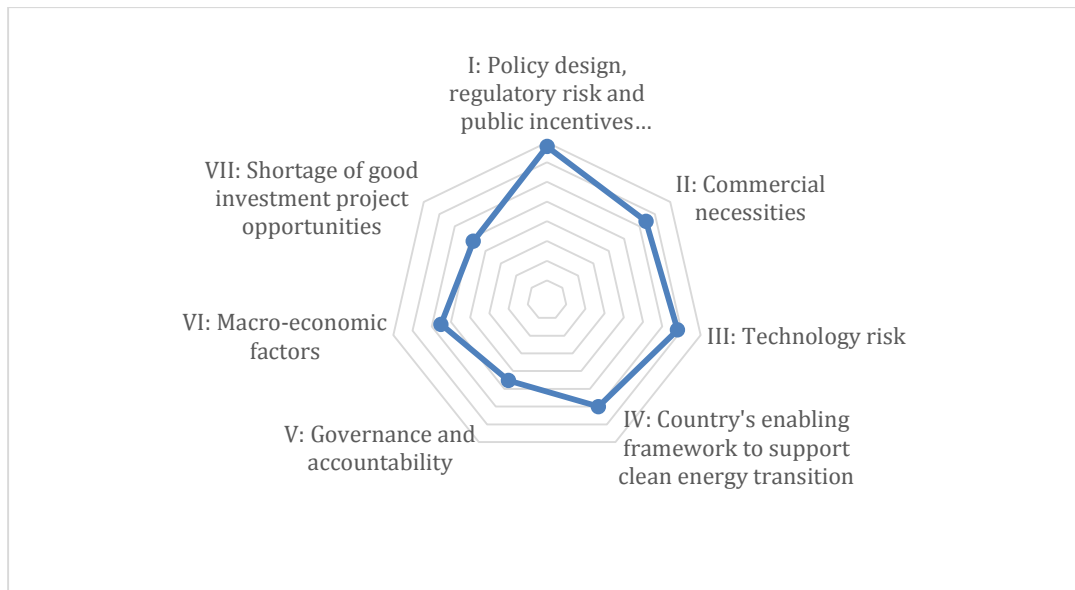 I: Policy design,
regulatory risk and
public incentives…
II: Commercial
necessities
III: Technology risk
IV: Country's enabling
framework to support
clean energy transition
V: Governance and
accountability
VI: Macro-economic
factors
VII: Shortage of good
investment project
opportunities